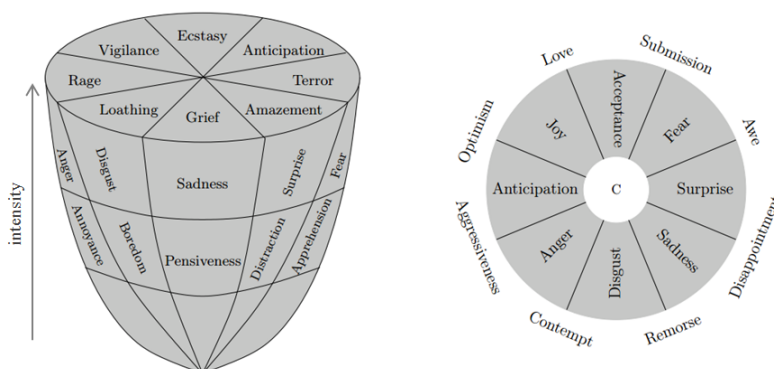 Ecstasy
Vigilance
Anticipation
Rage
Terror
Loathing
Grief
Amazement
Anger
Disgust
Sadness
Surprise
Fear
Annoyance
Boredom
Pensiveness
Distraction
Apprehension
intensity
Love
Submission
Optimism
Awe
Aggressiveness
Disappointment
Contempt
Remorse
Joy
Acceptance
Fear
Anticipation
C
Surprise
Anger
Disgust
Sadness